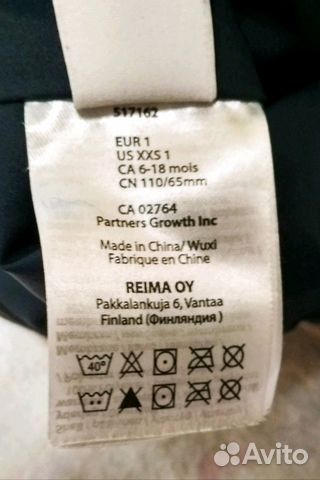 517162
EUR 1
US XXS 1
CA 6-18 mois
CN 110/65mm
CA 02764
Partners Growth Inc
Made in China/ Wuxi
Fabrique en Chine
REIMA OY
Pakkalankuja 6, Vantaa
Finland (Финляндия)
40°
Avito